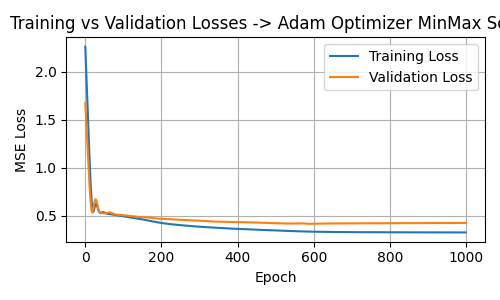 Training vs Validation Losses -> Adam Optimizer MinMax
Training Loss
Validation Loss
MSE Loss
2.0
1.5
1.0
0.5
0 200 400 600 800 1000
Epoch